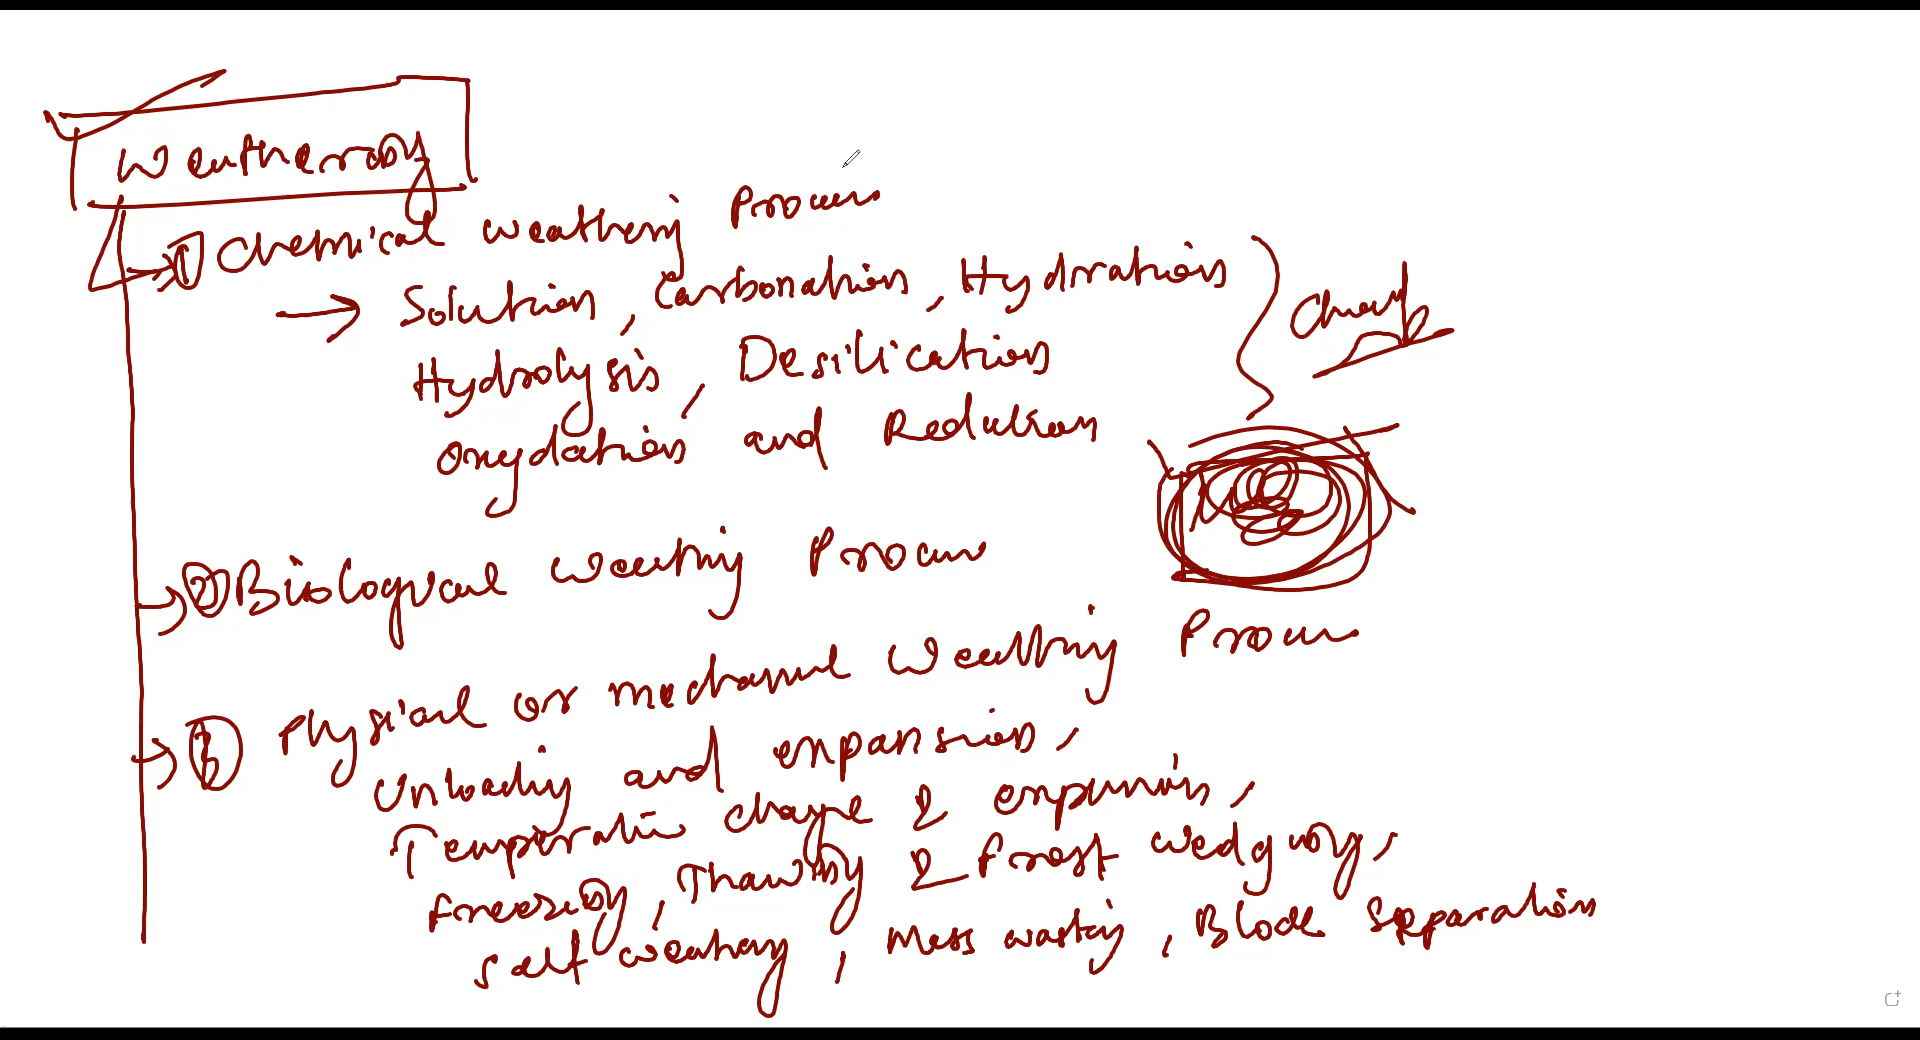 Weathering
① Chemical weathering Process
→ Solution, Carbonation, Hydration
Hydrolysis, Desilication
Oxydation and Reduction
② Biological weathing Process
③ Physical or mechanical Weathing Process
Unloading and expansion,
Temperature change & expansion,
freezing, Thawing & frost wedging,
Salt weathing, Mass wasting, Block Separation